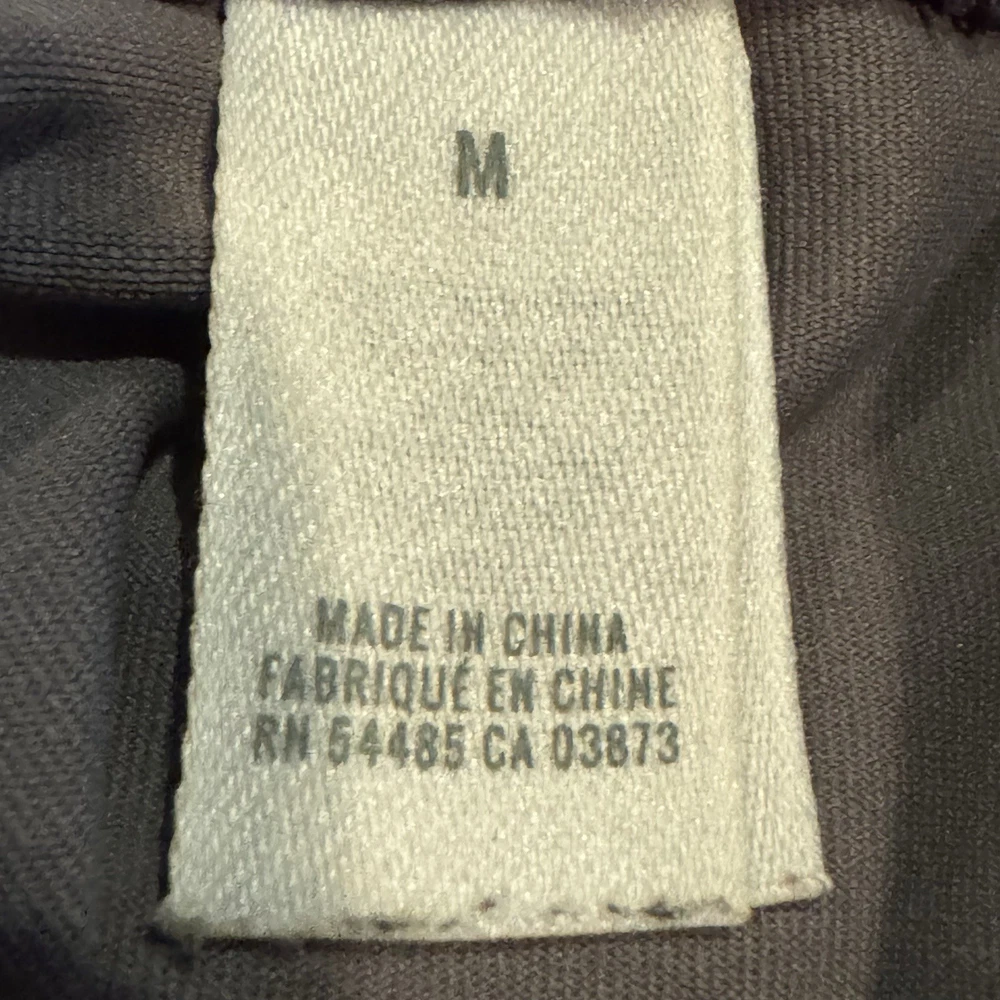 M
MADE IN CHINA
FABRIQUÉ EN CHINE
RN 54485 CA 03873